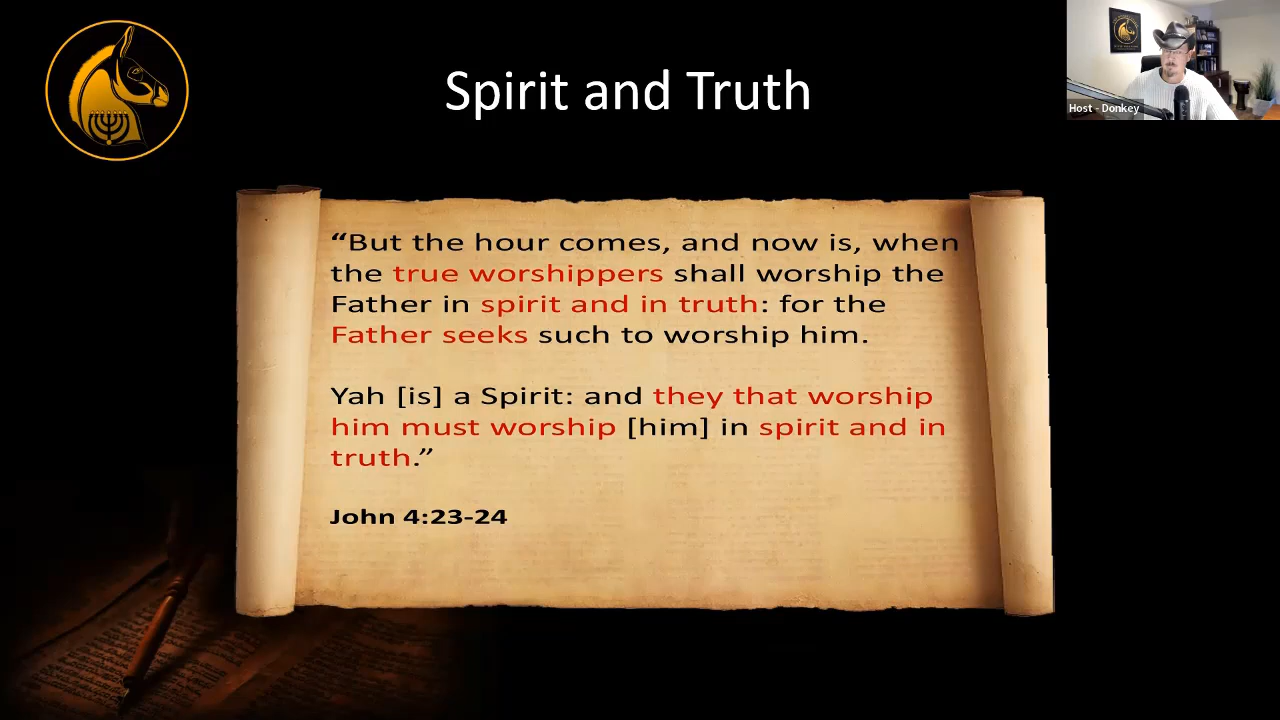 Spirit and Truth
Host - Donkey
“But the hour comes, and now is, when
the true worshippers shall worship the
Father in spirit and in truth: for the
Father seeks such to worship him.
Yah [is] a Spirit: and they that worship
him must worship [him] in spirit and in
truth.”
John 4:23-24